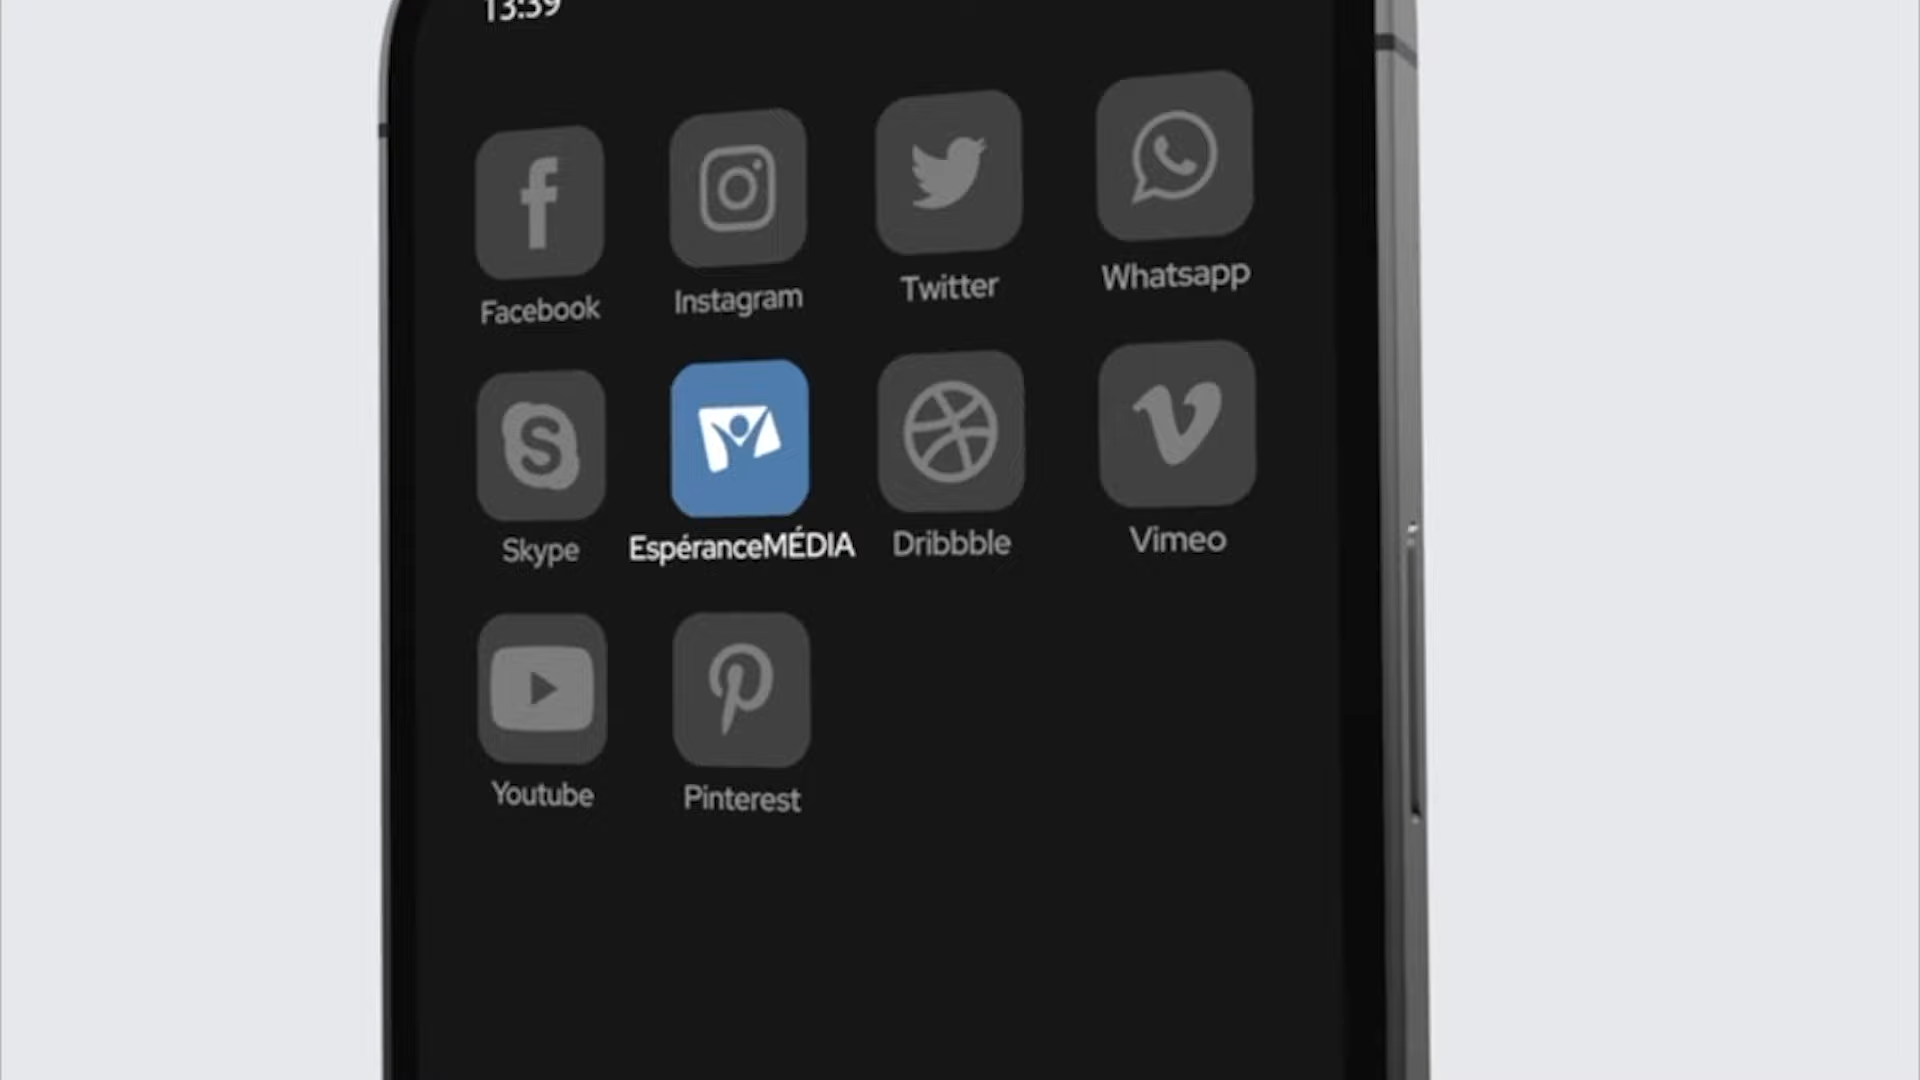 13:39
Facebook
Instagram
Twitter
Whatsapp
Skype
EspéranceMÉDIA
Dribbble
Vimeo
Youtube
Pinterest